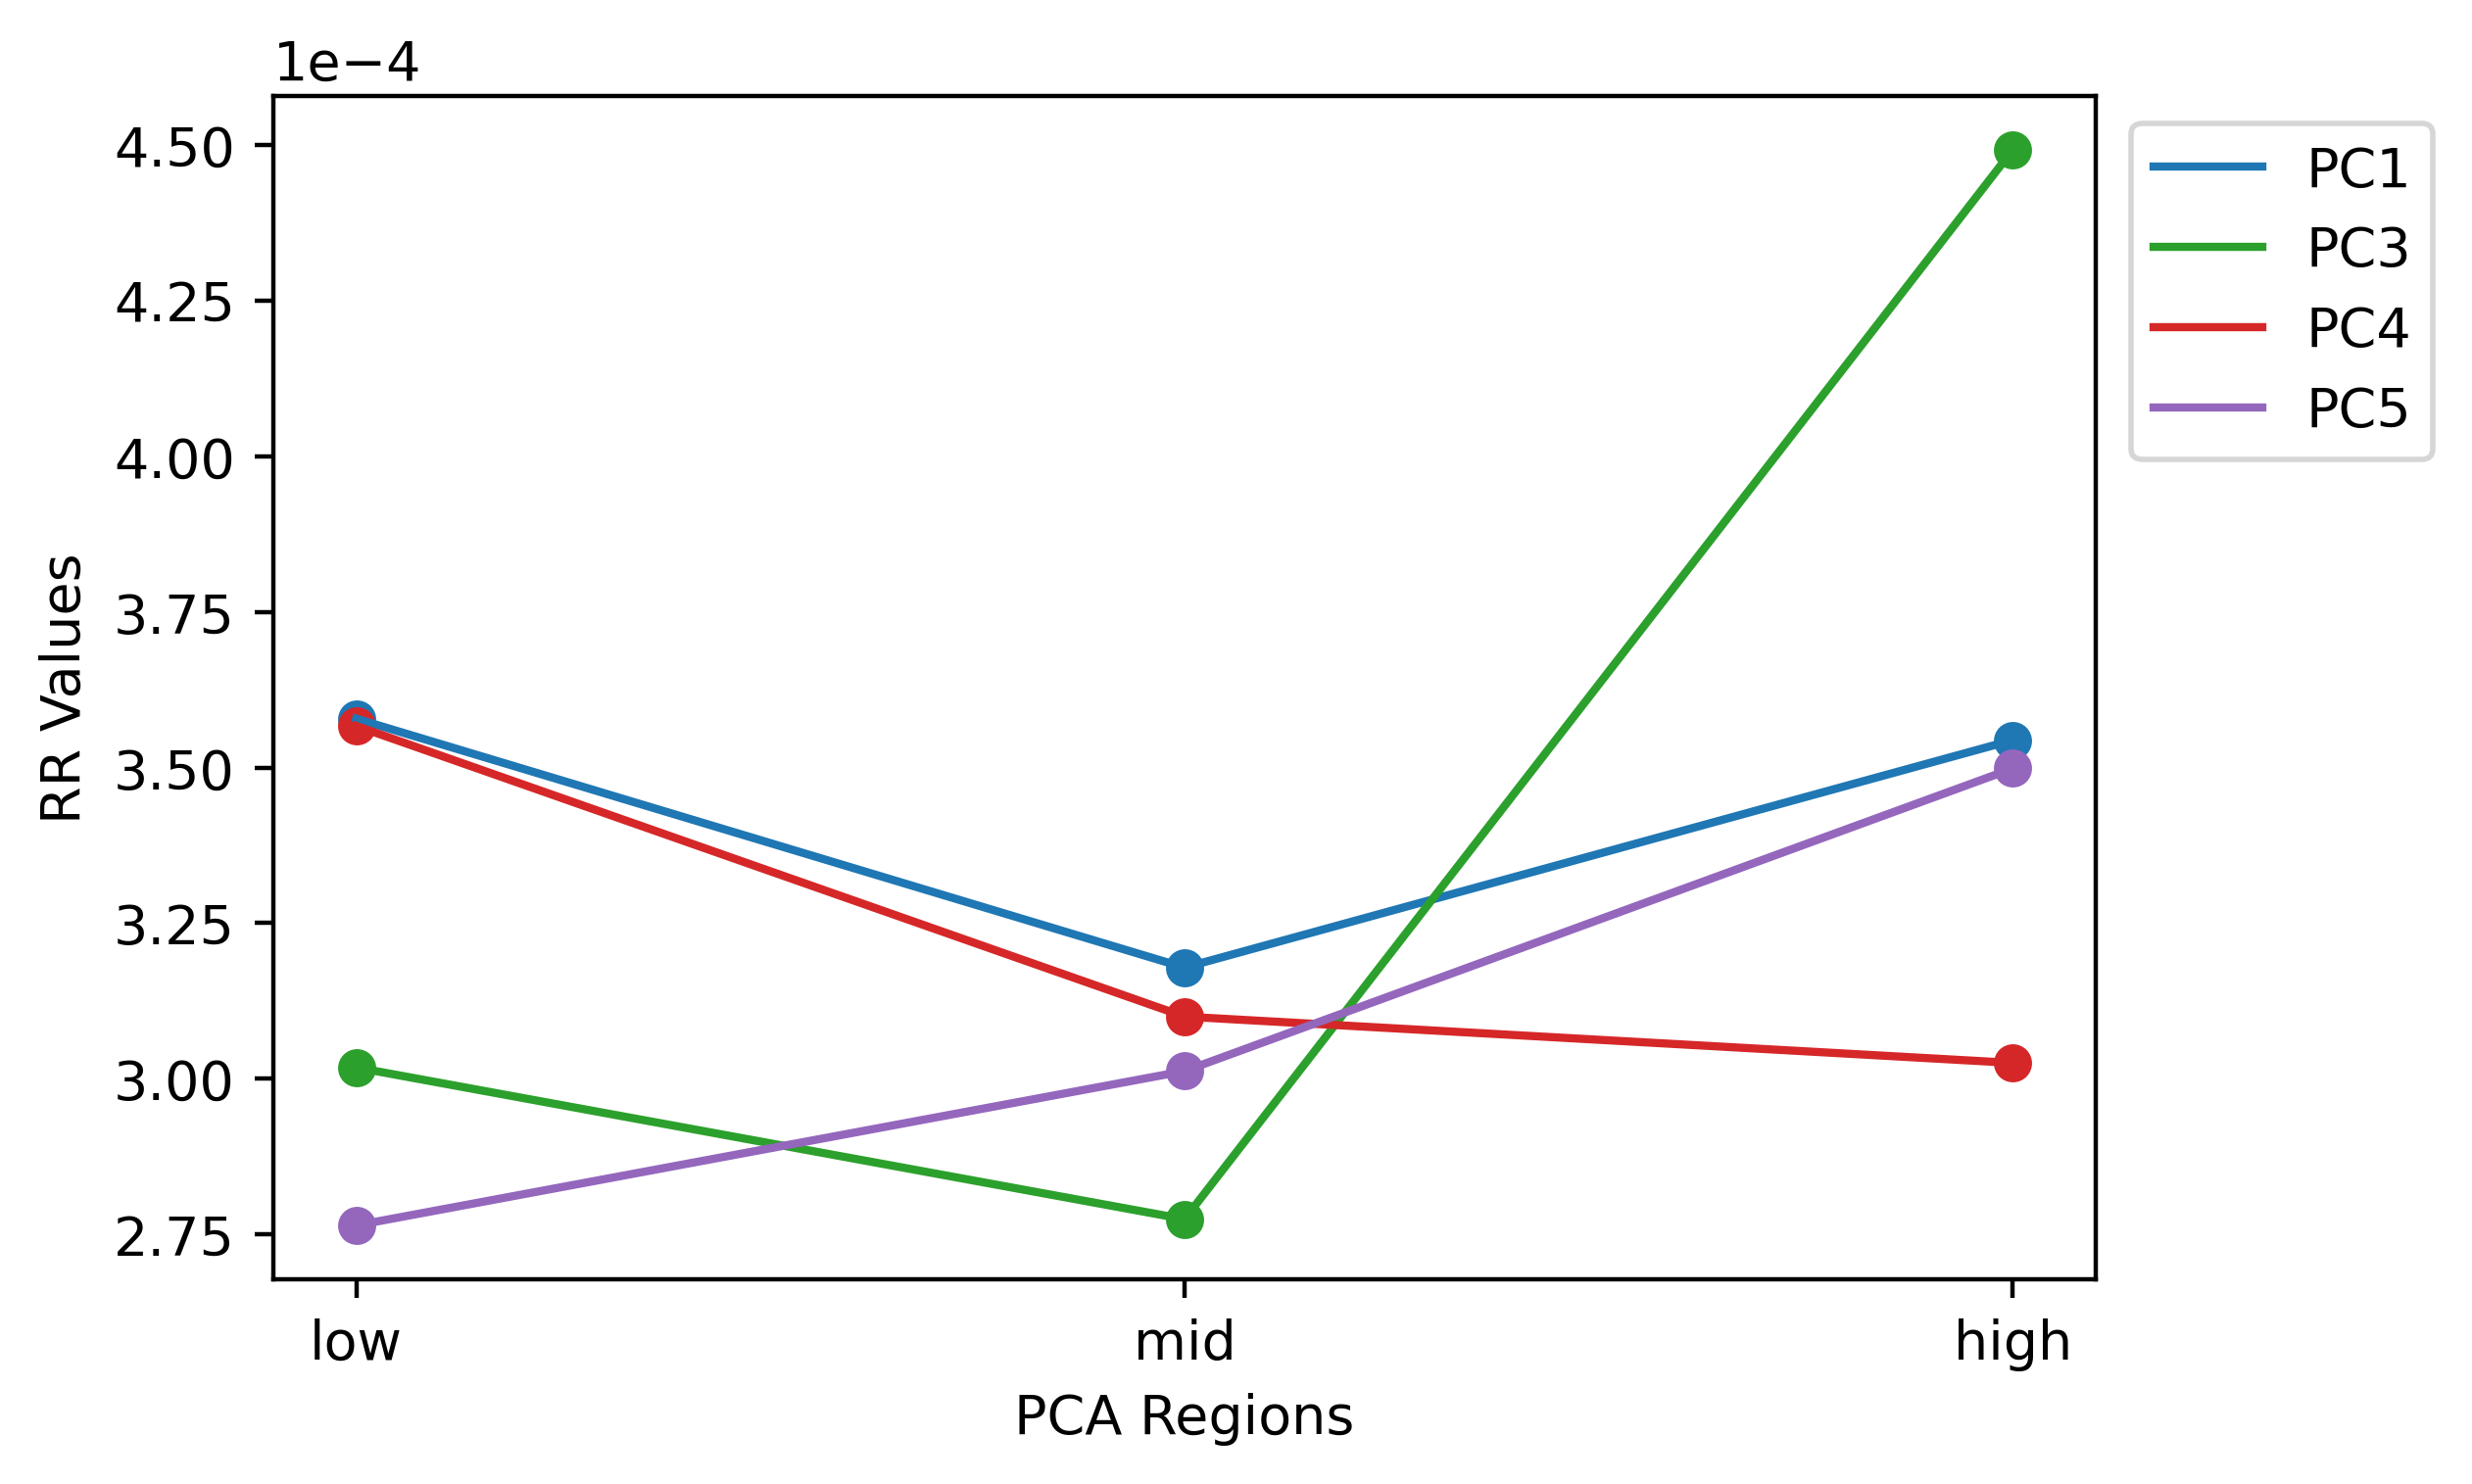 1e−4
4.50
4.25
4.00
3.75
3.50
3.25
3.00
2.75
RR Values
low
mid
high
PCA Regions
PC1
PC3
PC4
PC5